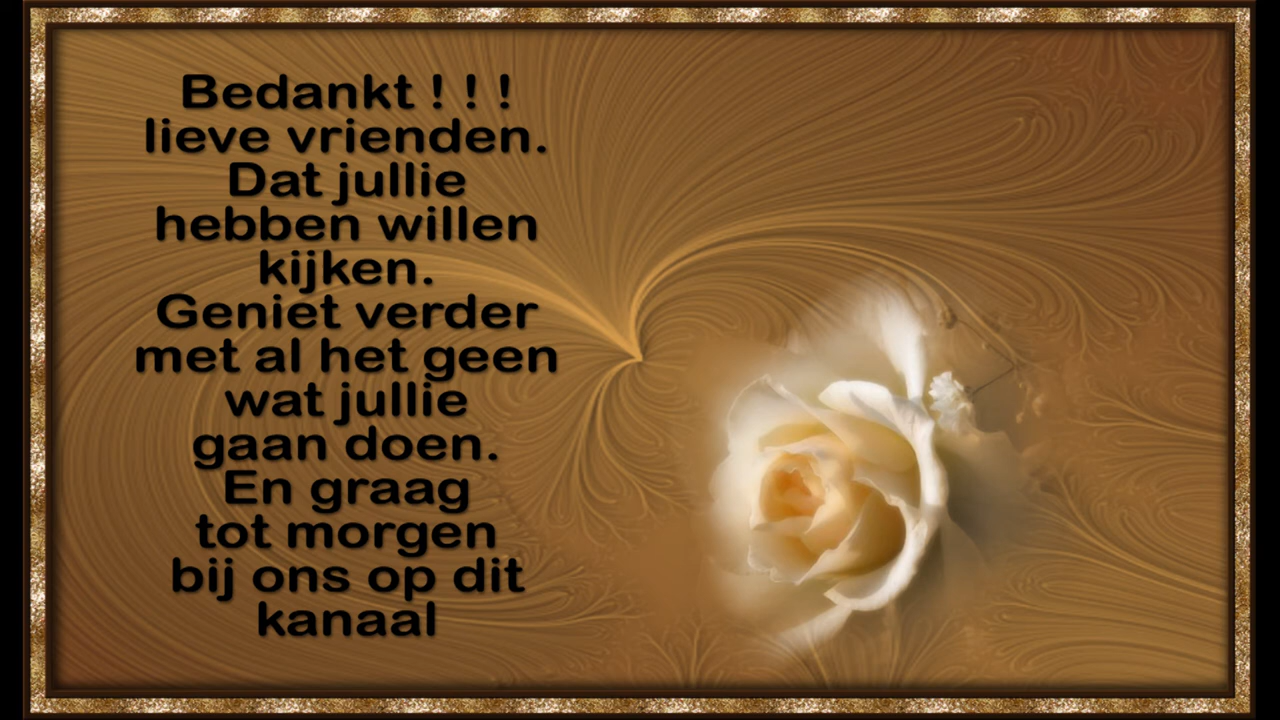 Bedankt ! ! !
lieve vrienden.
Dat jullie
hebben willen
kijken.
Geniet verder
met al het geen
wat jullie
gaan doen.
En graag
tot morgen
bij ons op dit
kanaal